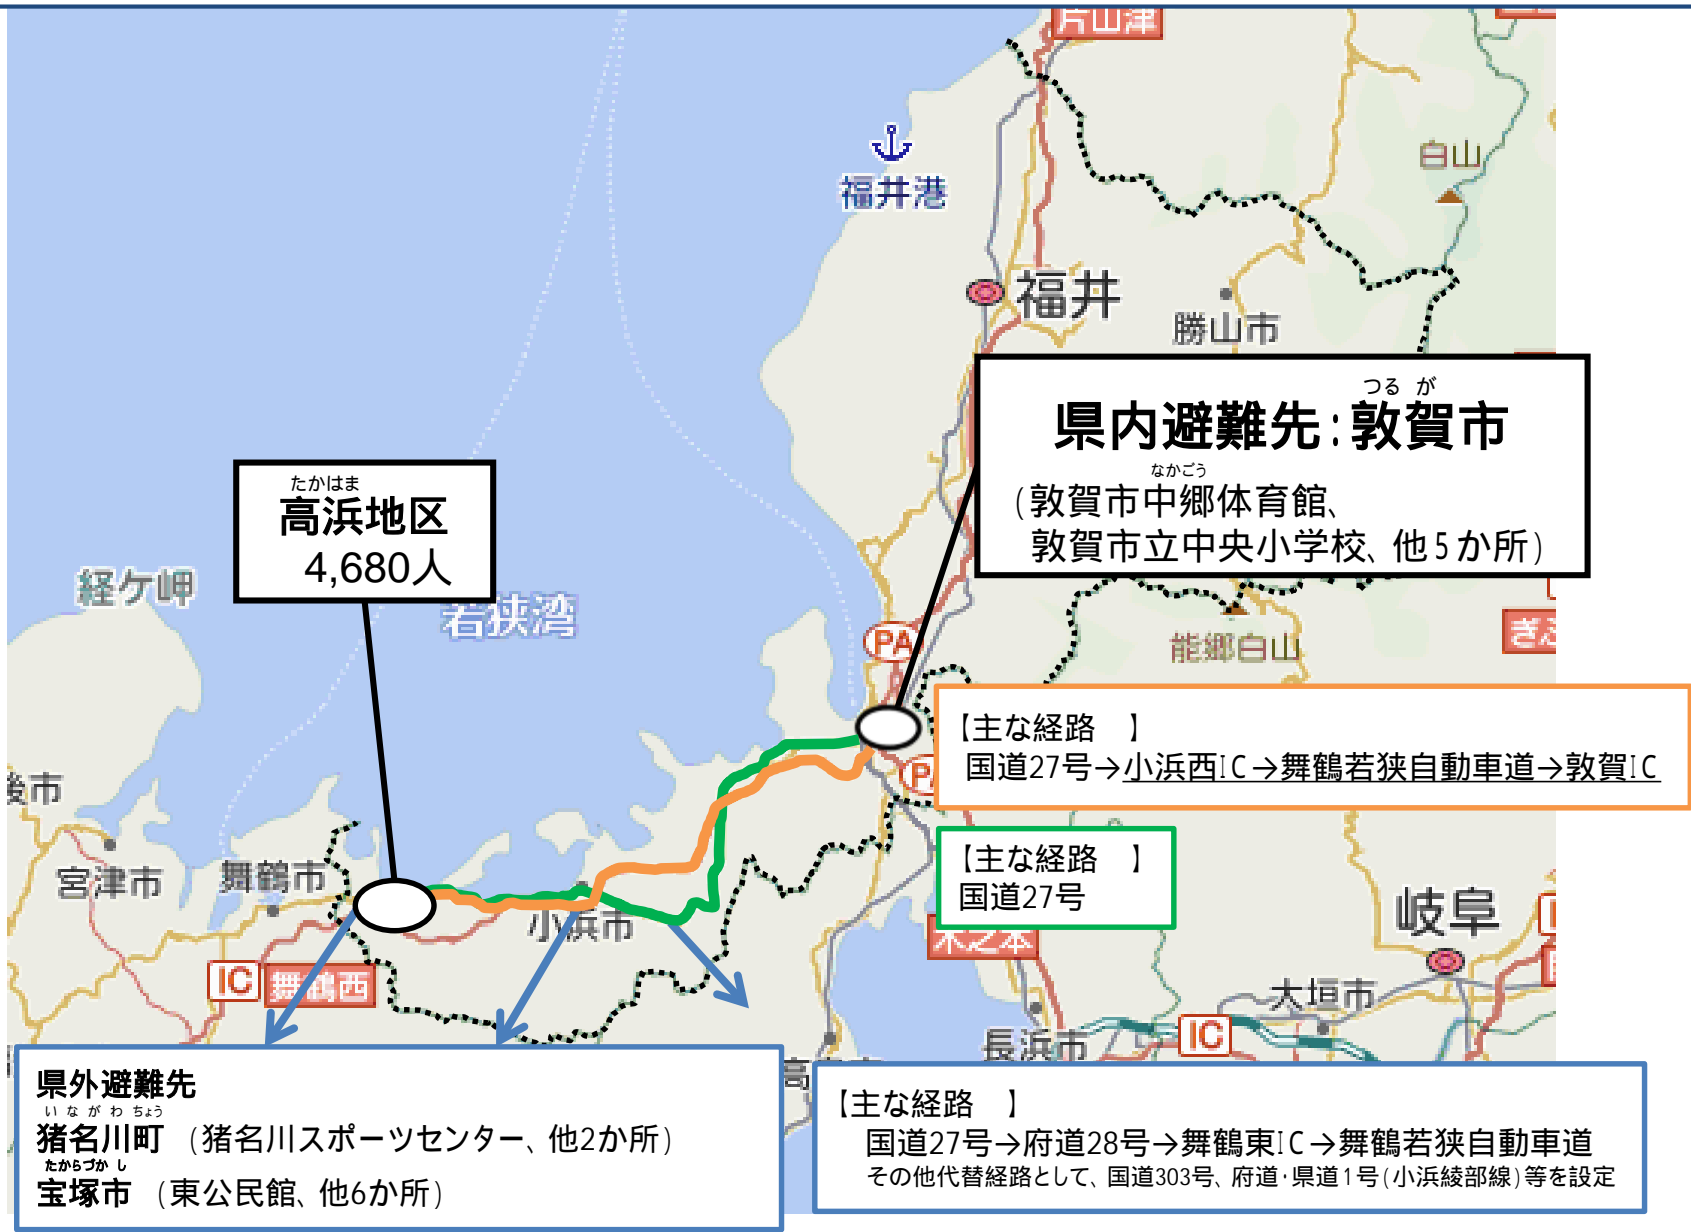 片山津
福井港
白山
福井
勝山市
つる が
県内避難先:敦賀市
なかごう
(敦賀市中郷体育館、
敦賀市立中央小学校、他5か所)
たかはま
高浜地区
4,680人
経ケ岬
若狭湾
PA
能郷白山
【主な経路　】
国道27号→小浜西IC→舞鶴若狭自動車道→敦賀IC
【主な経路　】
国道27号
宮津市
舞鶴市
小浜市
IC
舞鶴西
木之本
岐阜
大垣市
長浜市
IC
県外避難先
いながわちょう
猪名川町 (猪名川スポーツセンター、他2か所)
たからづかし
宝塚市 (東公民館、他6か所)
【主な経路　】
国道27号→府道28号→舞鶴東IC→舞鶴若狭自動車道
その他代替経路として、国道303号、府道・県道1号(小浜綾部線)等を設定